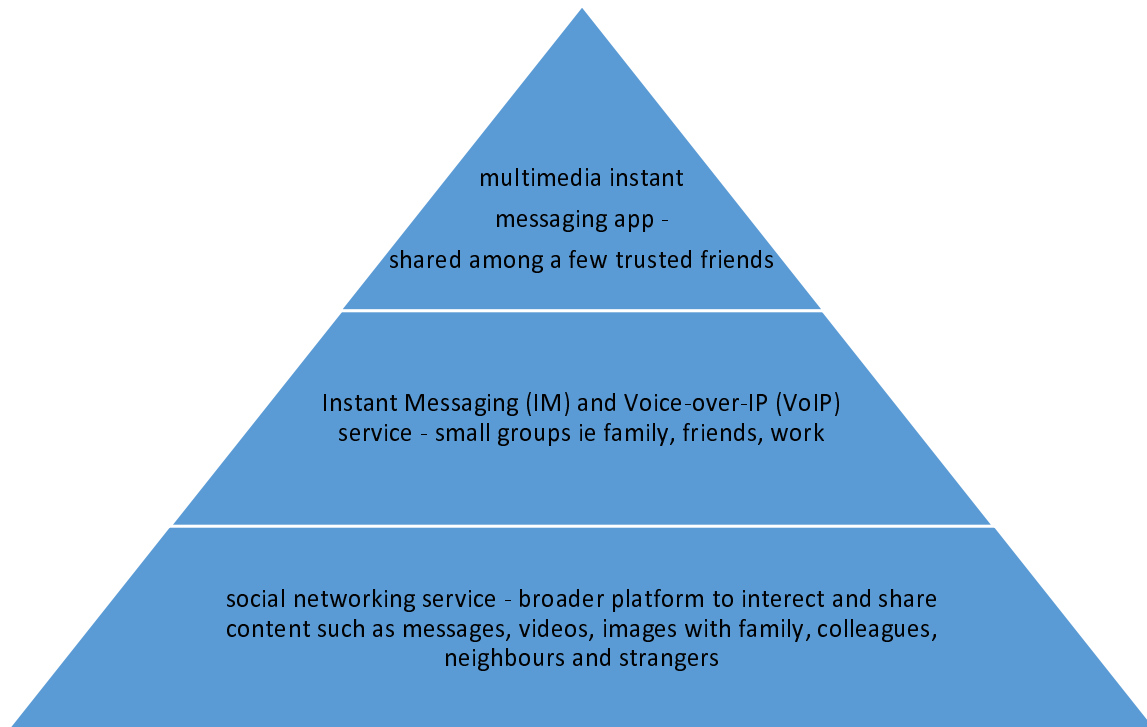 multimedia instant
messaging app -
shared among a few trusted friends
Instant Messaging (IM) and Voice-over-IP (VoIP)
service - small groups ie family, friends, work
social networking service - broader platform to interect and share
content such as messages, videos, images with family, colleagues,
neighbours and strangers